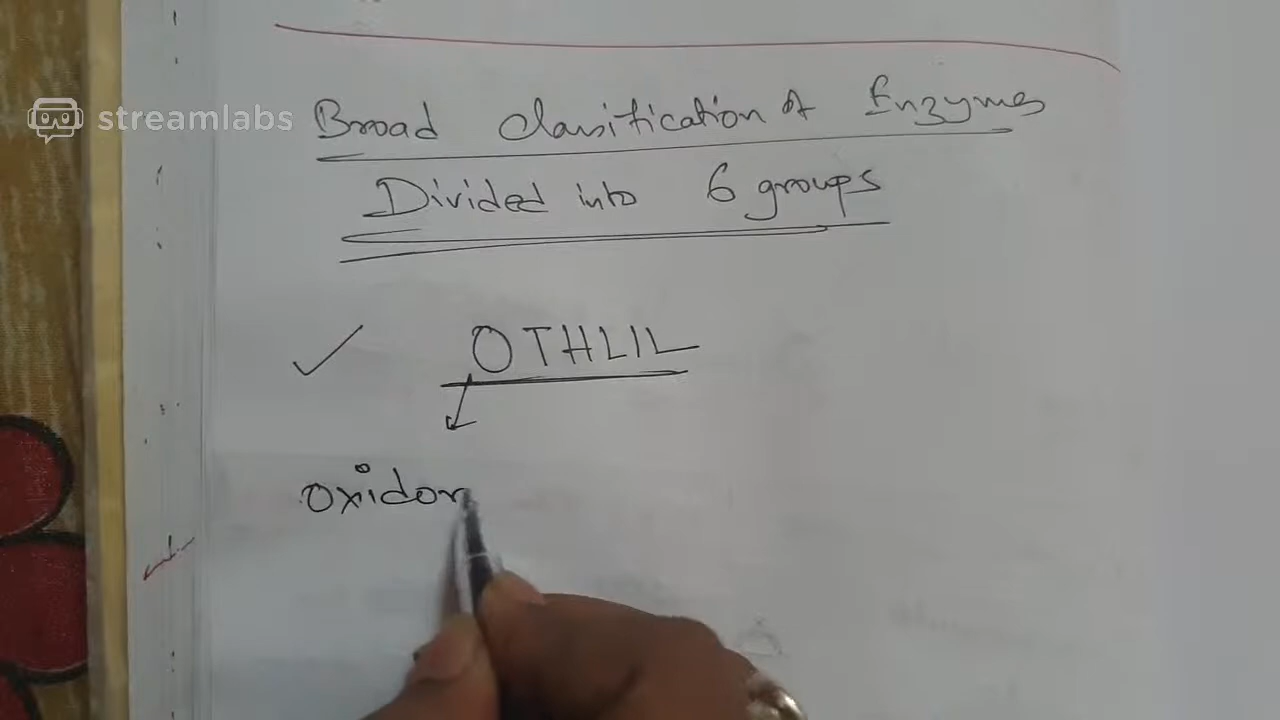 streamlabs
Broad Classification of Enzymes
Divided into 6 groups
OTHLIL
oxidor